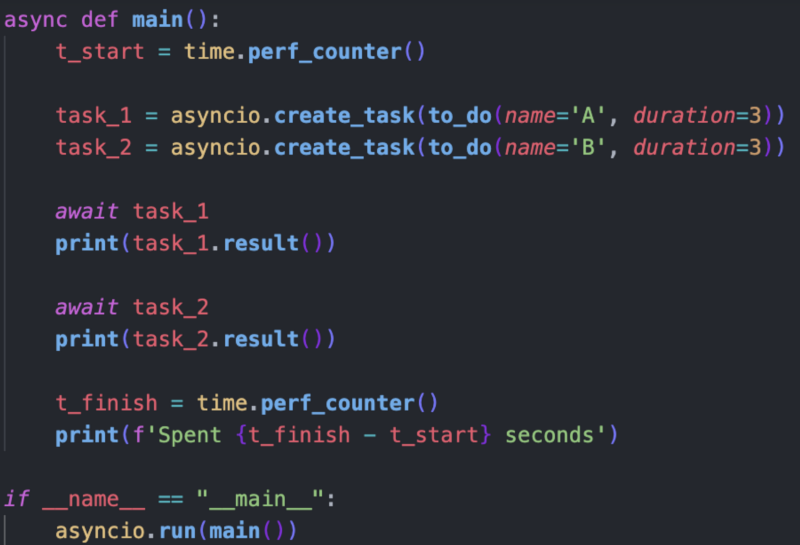 async def main():
    t_start = time.perf_counter()
    task_1 = asyncio.create_task(to_do(name='A', duration=3))
    task_2 = asyncio.create_task(to_do(name='B', duration=3))
    await task_1
    print(task_1.result())
    await task_2
    print(task_2.result())
    t_finish = time.perf_counter()
    print(f'Spent {t_finish - t_start} seconds')
if __name__ == "__main__":
    asyncio.run(main())